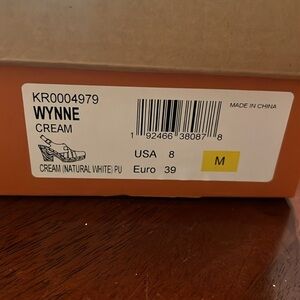 KR0004979
WYNNE
CREAM
CREAM (NATURAL WHITE) PU
1 92466 38087 8
MADE IN CHINA
USA 8
Euro 39
M